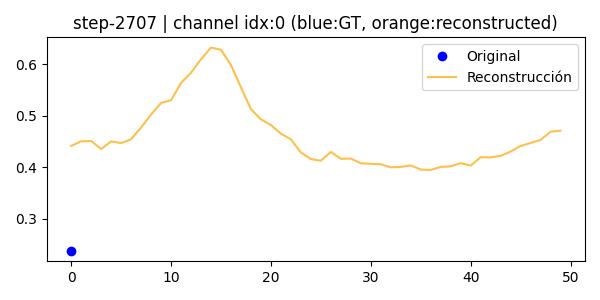 step-2707 | channel idx:0 (blue:GT, orange:reconstructed)
Original
Reconstrucción
0.6
0.5
0.4
0.3
0 10 20 30 40 50